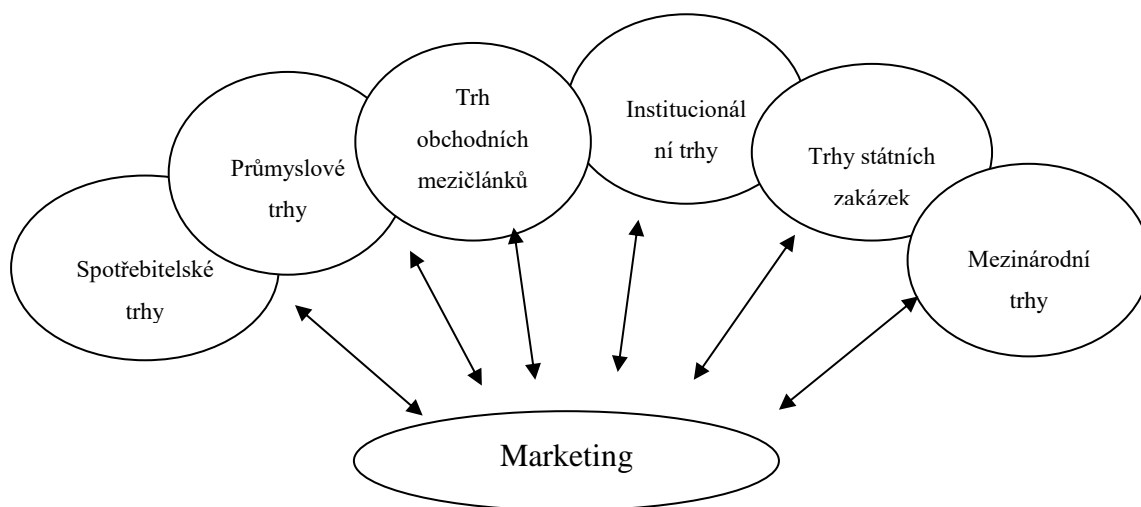 Spotřebitelské
trhy
Průmyslové
trhy
Trh
obchodních
mezičlánků
Institucionál
ní trhy
Trhy státních
zakázek
Mezinárodní
trhy
Marketing